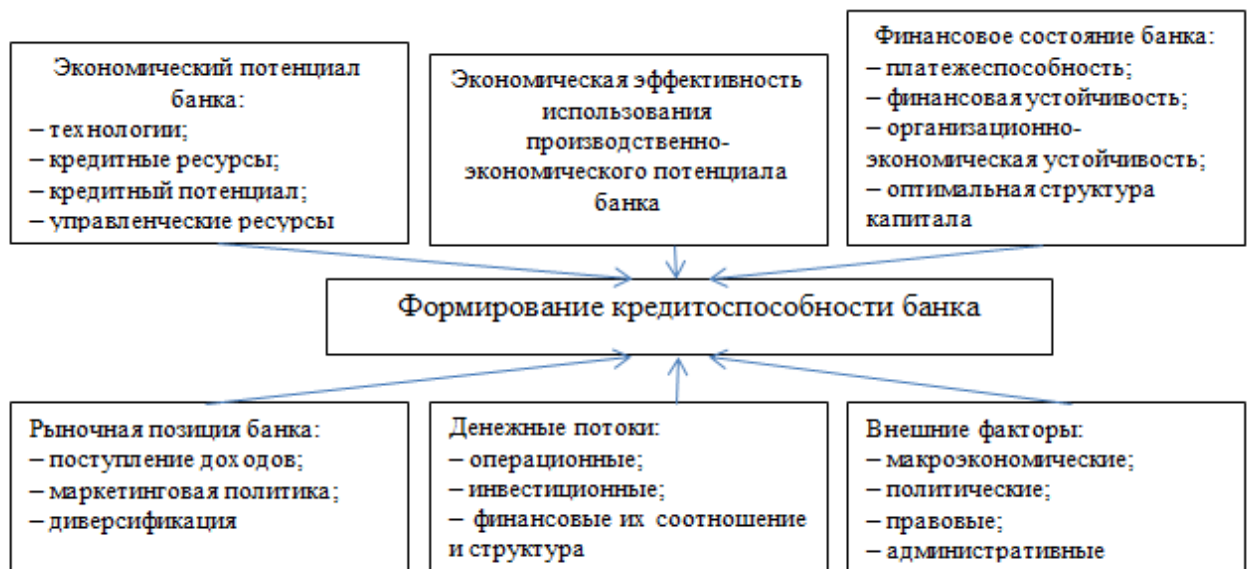 Экономический потенциал
банка:
– технологии;
– кредитные ресурсы;
– кредитный потенциал;
– управленческие ресурсы
Экономическая эффективность
использования
производственно-
экономического потенциала
банка
Финансовое состояние банка:
– платежеспособность;
– финансовая устойчивость;
– организационно-
экономическая устойчивость;
– оптимальная структура
капитала
Формирование кредитоспособности банка
Рыночная позиция банка:
– поступление доходов;
– маркетинговая политика;
– диверсификация
Денежные потоки:
– операционные;
– инвестиционные;
– финансовые их соотношение
и структура
Внешние факторы:
– макроэкономические;
– политические;
– правовые;
– административные